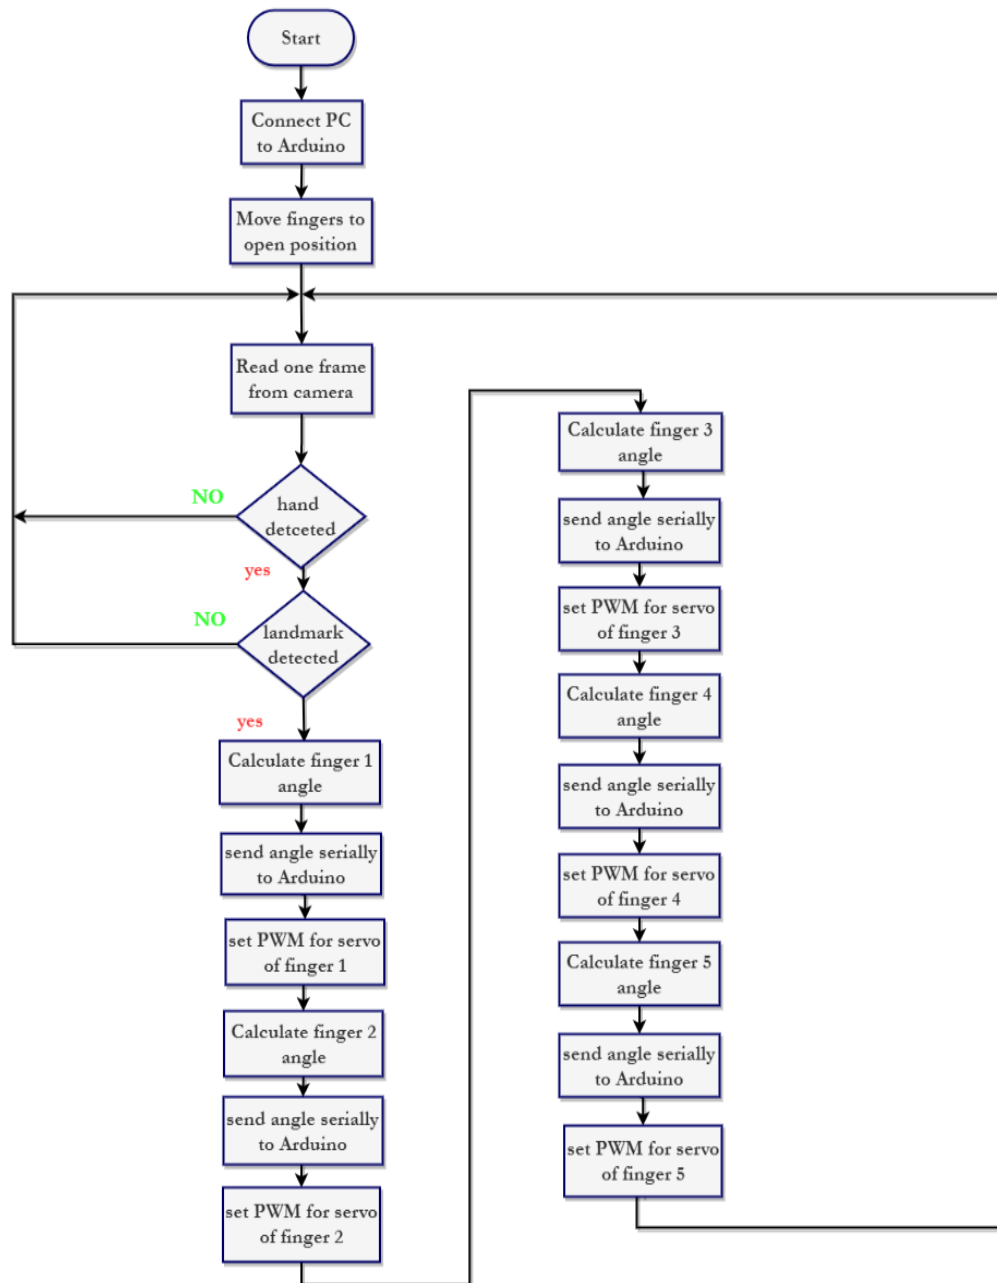 Start
Connect PC
to Arduino
Move fingers to
open position
Read one frame
from camera
NO
hand
detceted
yes
NO
landmark
detected
yes
Calculate finger 1
angle
send angle serially
to Arduino
set PWM for servo
of finger 1
Calculate finger 2
angle
send angle serially
to Arduino
set PWM for servo
of finger 2
Calculate finger 3
angle
send angle serially
to Arduino
set PWM for servo
of finger 3
Calculate finger 4
angle
send angle serially
to Arduino
set PWM for servo
of finger 4
Calculate finger 5
angle
send angle serially
to Arduino
set PWM for servo
of finger 5